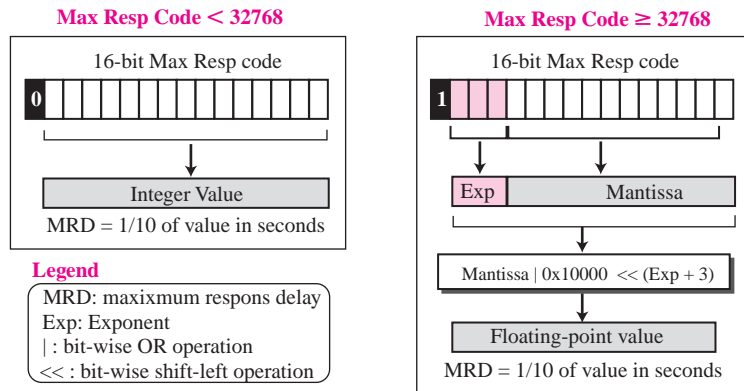 Max Resp Code < 32768
16-bit Max Resp code
0
Integer Value
MRD = 1/10 of value in seconds
Legend
MRD: maxixmum respons delay
Exp: Exponent
| : bit-wise OR operation
<< : bit-wise shift-left operation
Max Resp Code ≥ 32768
16-bit Max Resp code
1
Exp Mantissa
Mantissa | 0x10000 << (Exp + 3)
Floating-point value
MRD = 1/10 of value in seconds